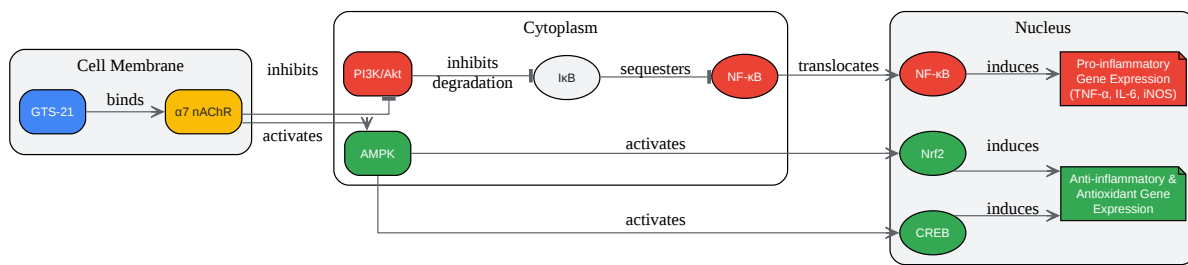 Cell Membrane
GTS-21
binds
α7 nAChR
inhibits
activates
Cytoplasm
PI3K/Akt
inhibits
degradation
IκB
sequesters
NF-κB
translocates
AMPK
activates
activates
Nucleus
NF-κB
induces
Pro-inflammatory
Gene Expression
(TNF-α, IL-6, iNOS)
Nrf2
induces
Anti-inflammatory &
Antioxidant Gene
Expression
CREB
induces